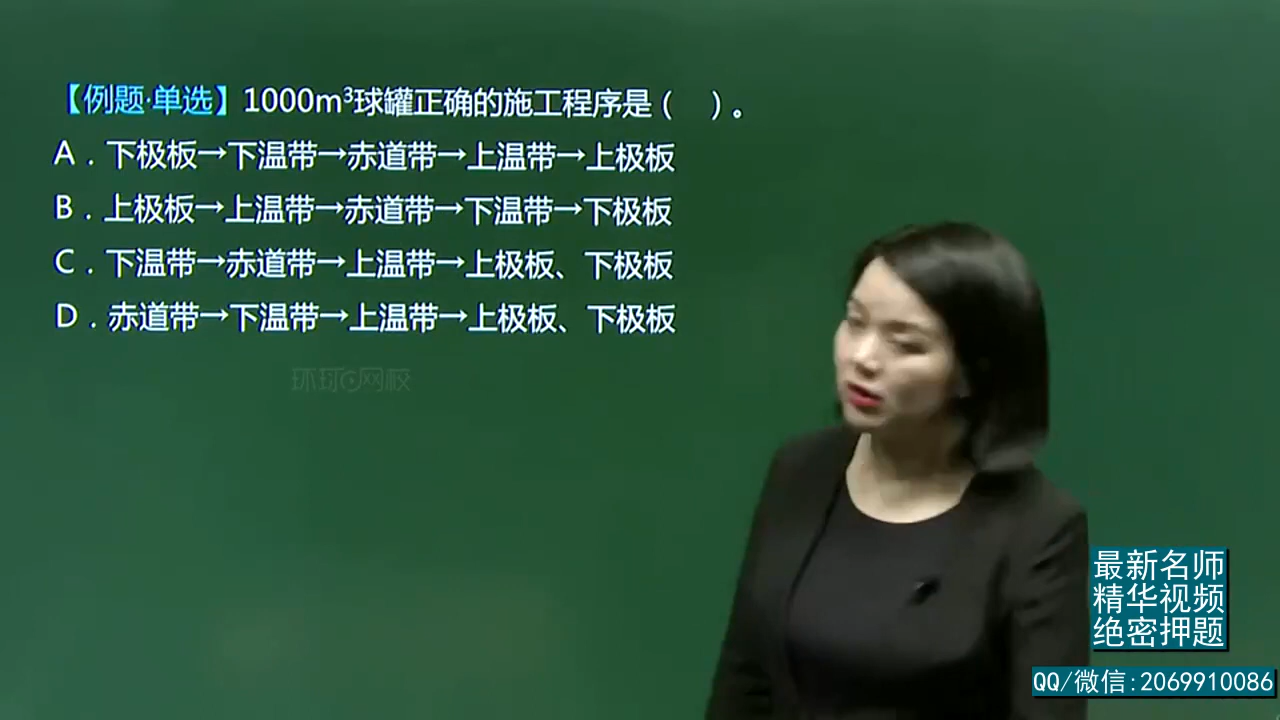 【例题·单选】1000m³球罐正确的施工程序是（　）。
A．下极板→下温带→赤道带→上温带→上极板
B．上极板→上温带→赤道带→下温带→下极板
C．下温带→赤道带→上温带→上极板、下极板
D．赤道带→下温带→上温带→上极板、下极板
环球网校
最新名师
精华视频
绝密押题
QQ/微信:2069910086